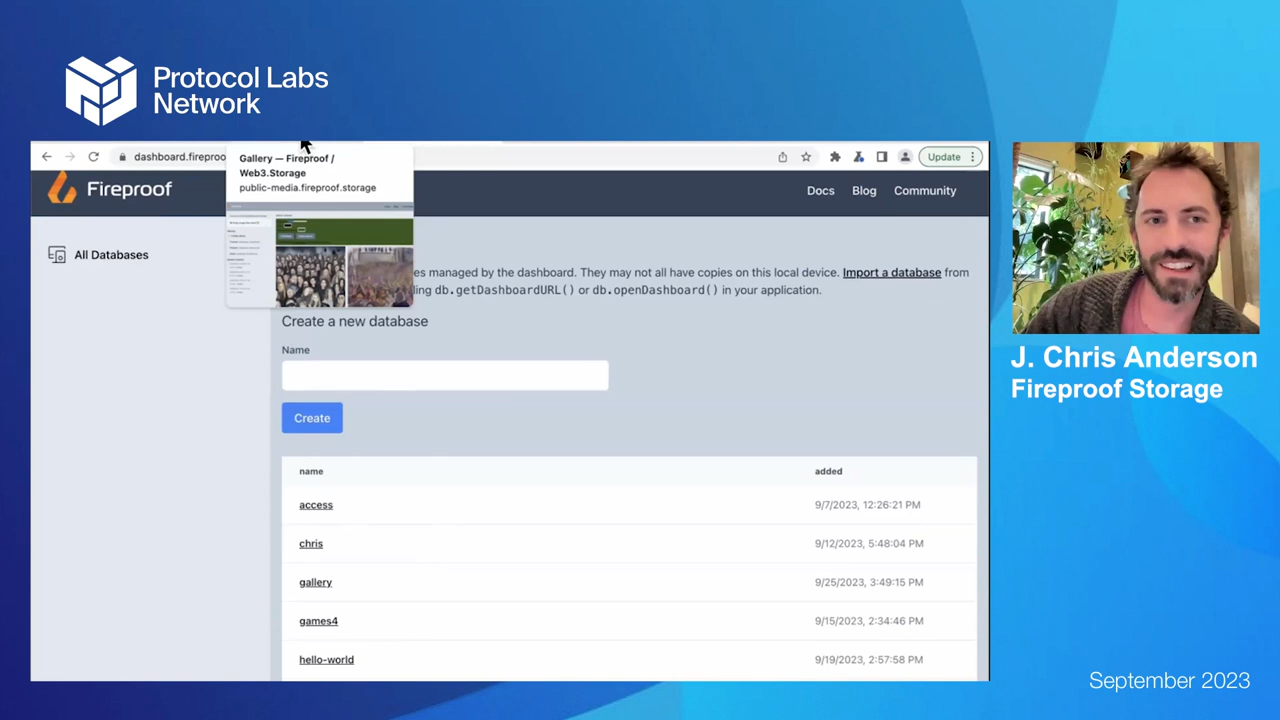 Protocol Labs
Network
dashboard.fireproo
Update
Gallery — Fireproof /
Web3.Storage
public-media.fireproof.storage
Fireproof
Docs
Blog
Community
All Databases
es managed by the dashboard. They may not all have copies on this local device. Import a database from
ling db.getDashboardURL() or db.openDashboard() in your application.
Create a new database
Name
Create
name
added
access
9/7/2023, 12:26:21 PM
chris
9/12/2023, 5:48:04 PM
gallery
9/25/2023, 3:49:15 PM
games4
9/15/2023, 2:34:46 PM
hello-world
9/19/2023, 2:57:58 PM
J. Chris Anderson
Fireproof Storage
September 2023